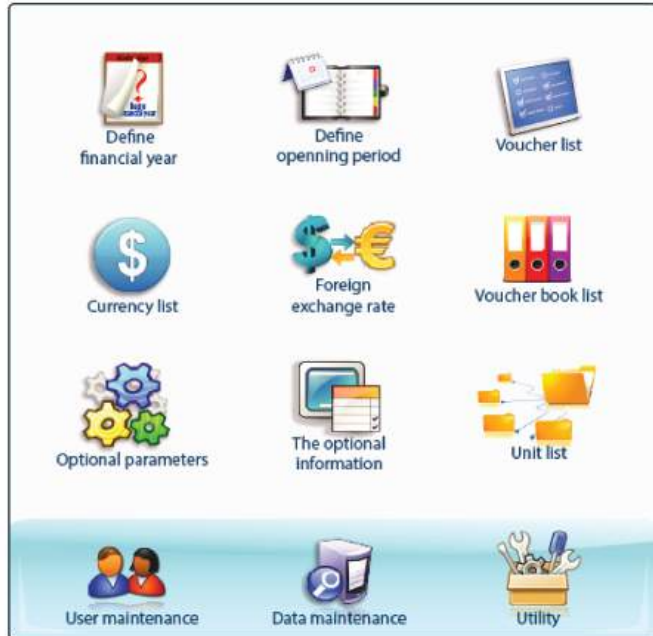 Define
financial year
Define
openning period
Voucher list
Currency list
Foreign
exchange rate
Voucher book list
Optional parameters
The optional
information
Unit list
User maintenance
Data maintenance
Utility